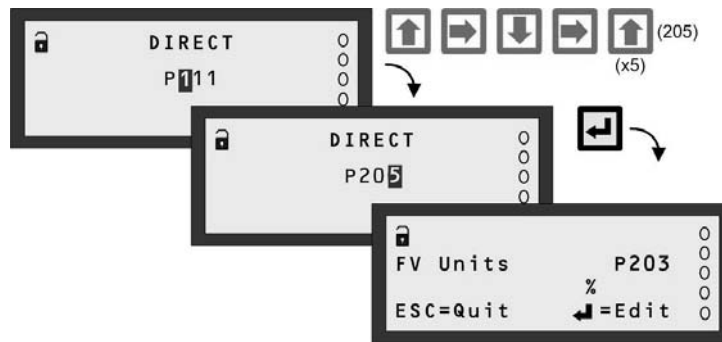 DIRECT
P111
(205)
(x5)
DIRECT
P205
FV Units P203
%
ESC=Quit =Edit